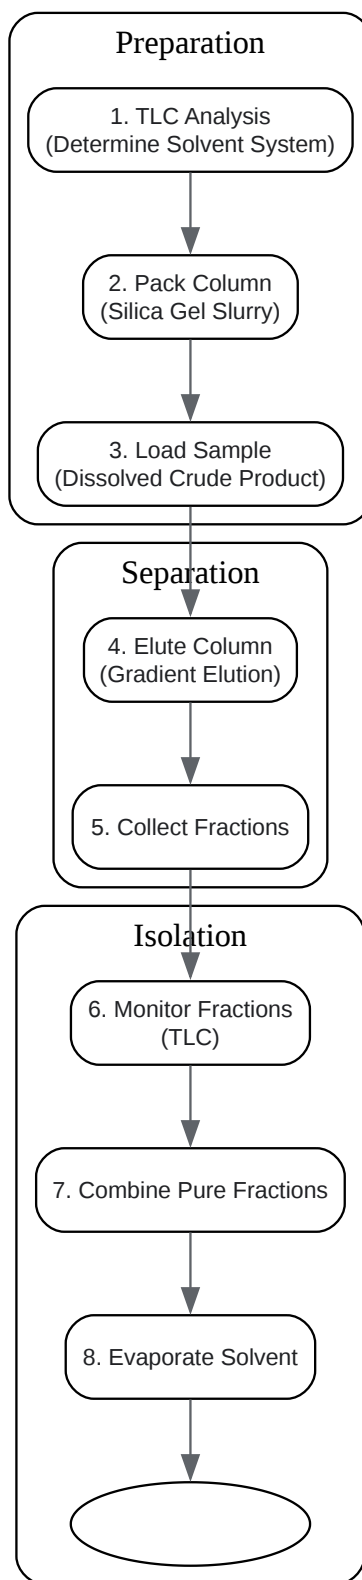 Preparation
1. TLC Analysis
(Determine Solvent System)
2. Pack Column
(Silica Gel Slurry)
3. Load Sample
(Dissolved Crude Product)
Separation
4. Elute Column
(Gradient Elution)
5. Collect Fractions
Isolation
6. Monitor Fractions
(TLC)
7. Combine Pure Fractions
8. Evaporate Solvent